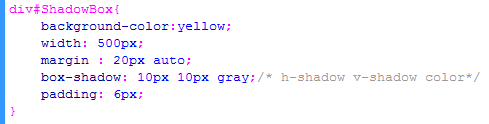 div#ShadowBox{
    background-color:yellow;
    width: 500px;
    margin : 20px auto;
    box-shadow: 10px 10px gray;/* h-shadow v-shadow color*/
    padding: 6px;
}